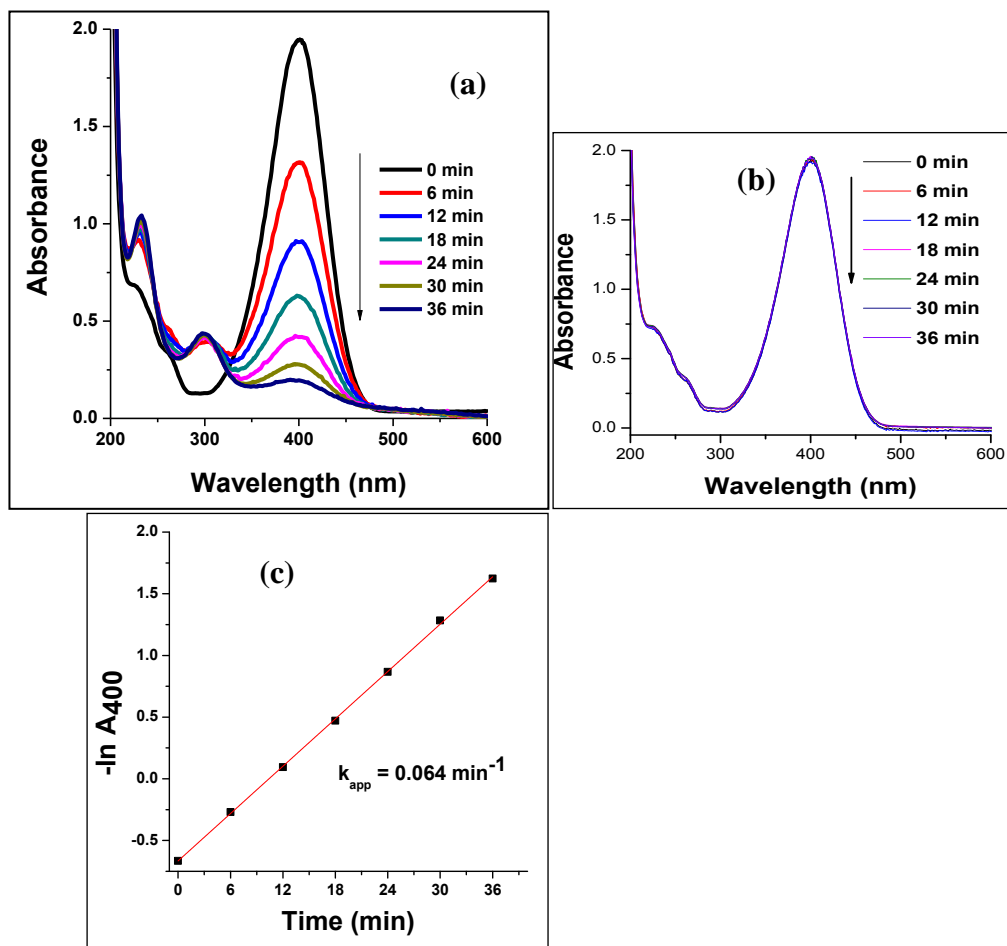 (a)
2.0
1.5
1.0
0.5
0.0
Absorbance
0 min
6 min
12 min
18 min
24 min
30 min
36 min
200 300 400 500 600
Wavelength (nm)
(b)
2.0
1.5
1.0
0.5
0.0
Absorbance
0 min
6 min
12 min
18 min
24 min
30 min
36 min
200 300 400 500 600
Wavelength (nm)
(c)
2.0
1.5
1.0
0.5
0.0
-0.5
-ln A400
kapp = 0.064 min-1
0 6 12 18 24 30 36
Time (min)